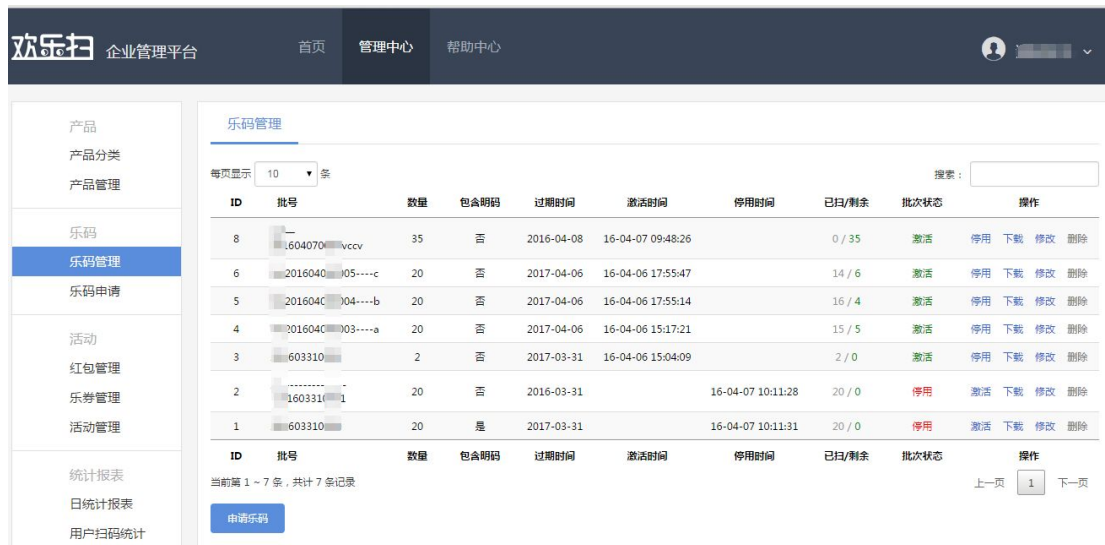 欢乐扫 企业管理平台 首页 管理中心 帮助中心
产品
产品分类
产品管理
乐码
乐码管理
乐码申请
活动
红包管理
乐券管理
活动管理
统计报表
日统计报表
用户扫码统计
乐码管理
每页显示 10 条 搜索：
ID 批号 数量 包含明码 过期时间 激活时间 停用时间 已扫/剩余 批次状态 操作
8 1604070 vccv 35 否 2016-04-08 16-04-07 09:48:26 0 / 35 激活 停用 下载 修改 删除
6 2016040 05----c 20 否 2017-04-06 16-04-06 17:55:47 14 / 6 激活 停用 下载 修改 删除
5 201604 04----b 20 否 2017-04-06 16-04-06 17:55:14 16 / 4 激活 停用 下载 修改 删除
4 201604 003----a 20 否 2017-04-06 16-04-06 15:17:21 15 / 5 激活 停用 下载 修改 删除
3 603310 2 否 2017-03-31 16-04-06 15:04:09 2 / 0 激活 停用 下载 修改 删除
2 160331 1 20 否 2016-03-31 16-04-07 10:11:28 20 / 0 停用 激活 下载 修改 删除
1 603310 20 是 2017-03-31 16-04-07 10:11:31 20 / 0 停用 激活 下载 修改 删除
ID 批号 数量 包含明码 过期时间 激活时间 停用时间 已扫/剩余 批次状态 操作
当前第 1 ~ 7 条，共计 7 条记录 上一页 1 下一页
申请乐码